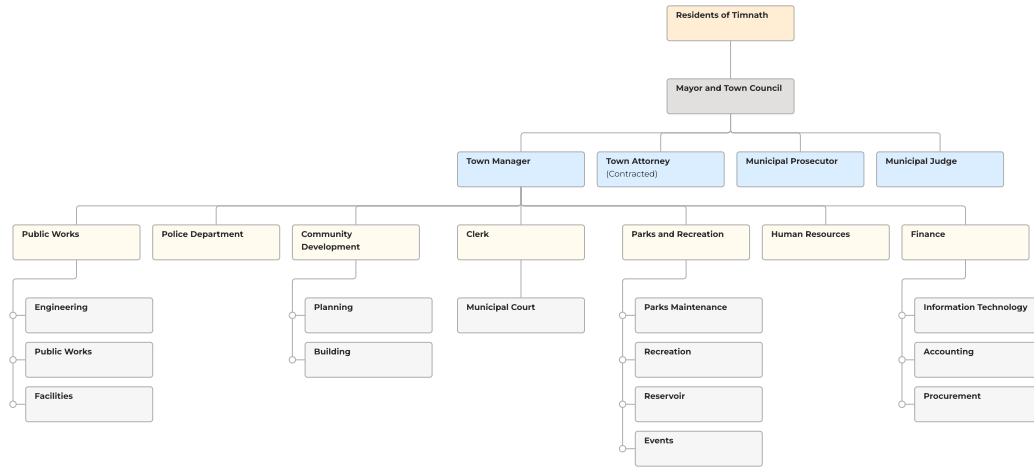 Residents of Timnath
Mayor and Town Council
Town Manager
Town Attorney
(Contracted)
Municipal Prosecutor
Municipal Judge
Public Works
Police Department
Community
Development
Clerk
Parks and Recreation
Human Resources
Finance
Engineering
Public Works
Facilities
Planning
Building
Municipal Court
Parks Maintenance
Recreation
Reservoir
Events
Information Technology
Accounting
Procurement